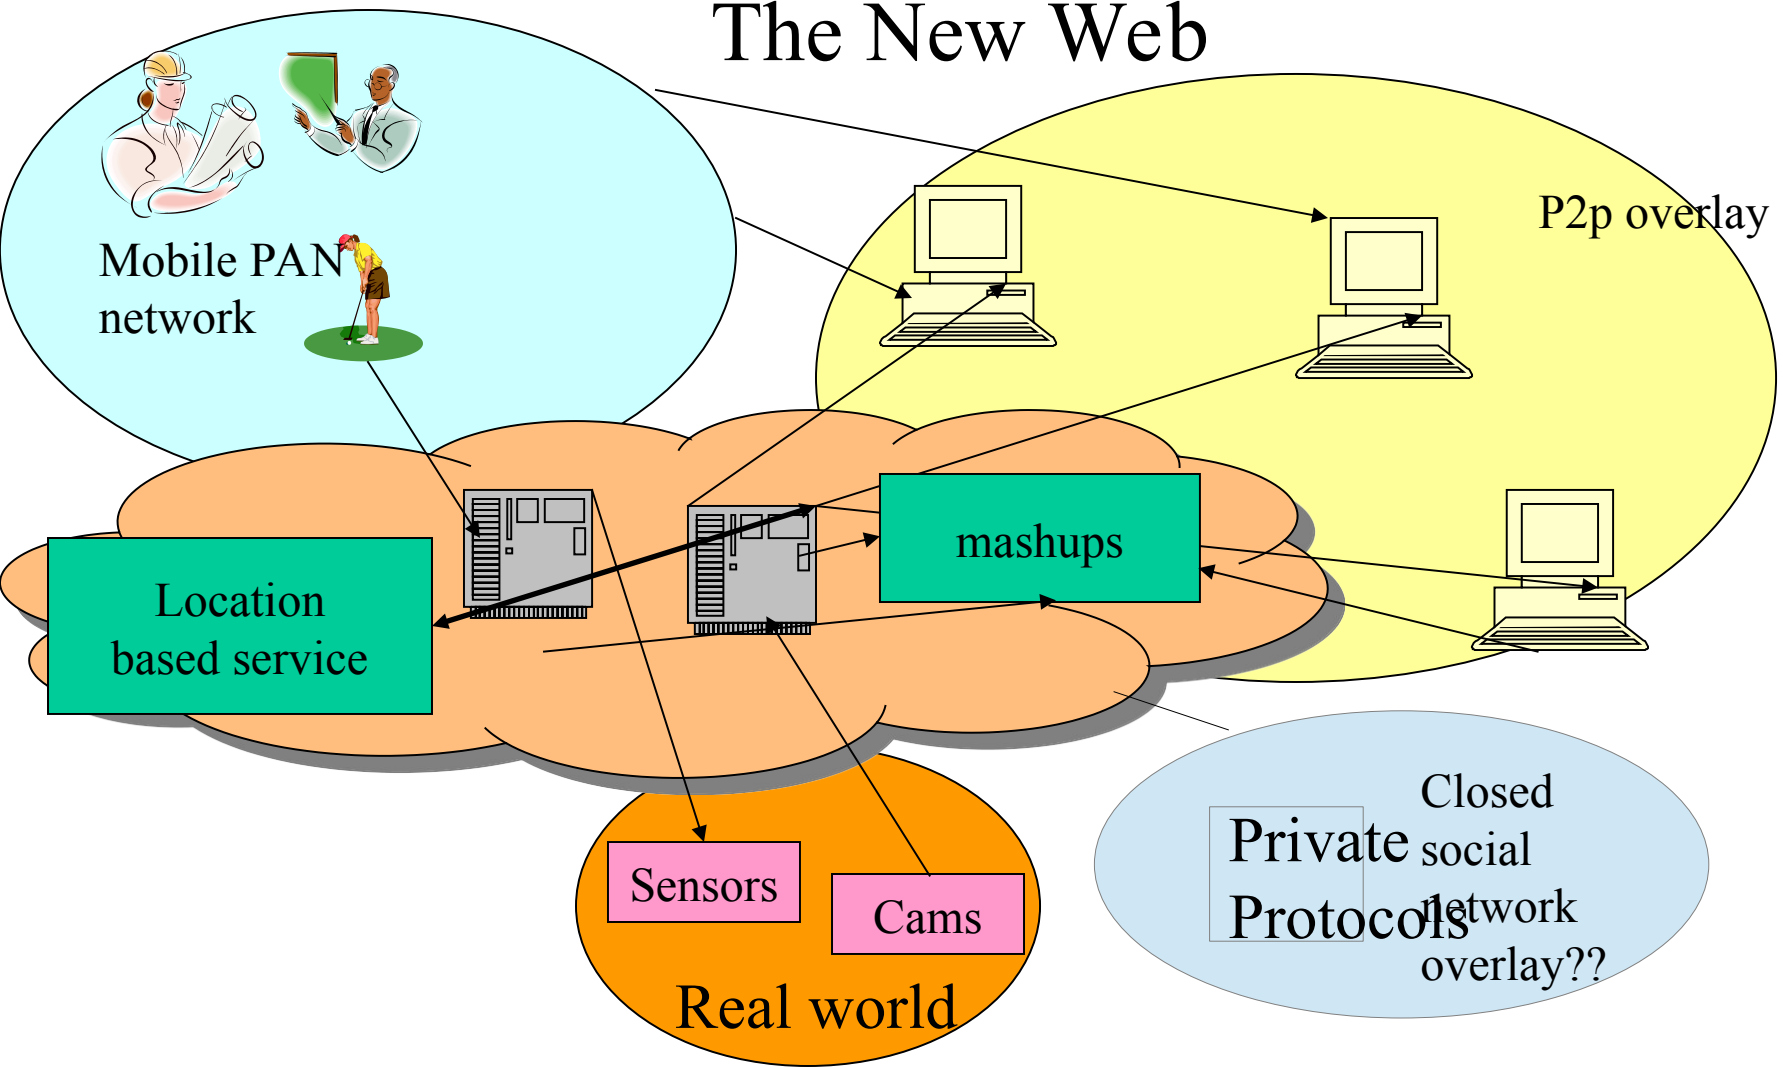 The New Web
P2p overlay
Mobile PAN
network
mashups
Location
based service
Sensors
Cams
Real world
Private
Protocols
Closed
social
network
overlay??